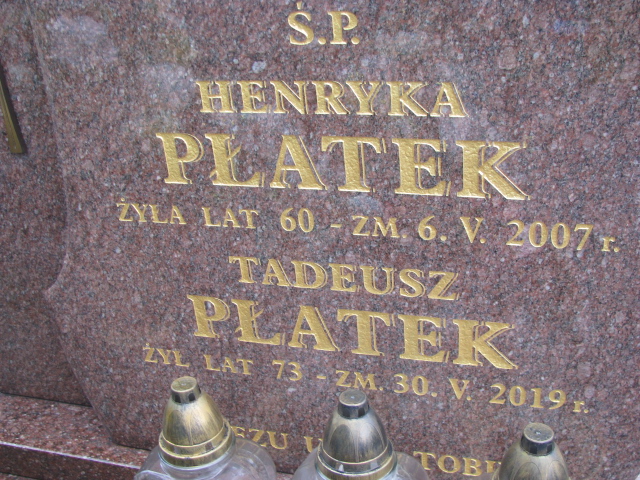 Ś.P.
HENRYKA
PŁATEK
ŻYŁA LAT 60 - ZM. 6. V. 2007 r.
TADEUSZ
PŁATEK
ŻYŁ LAT 73 - ZM. 30. V. 2019 r.